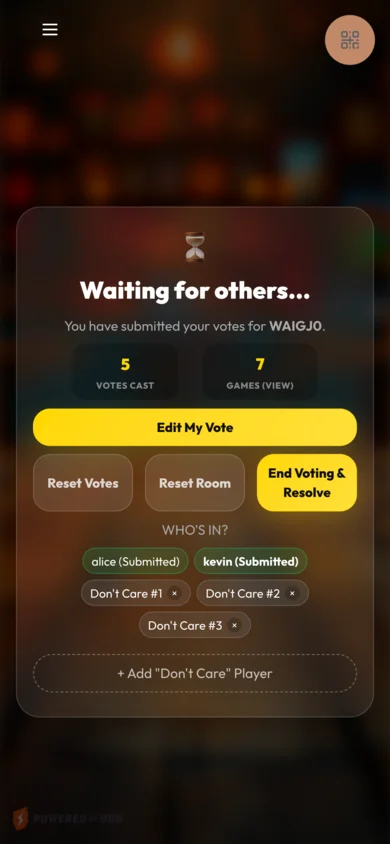 Waiting for others...
You have submitted your votes for WAIGJ0.
5
VOTES CAST
7
GAMES (VIEW)
Edit My Vote
Reset Votes
Reset Room
End Voting &
Resolve
WHO'S IN?
alice (Submitted)
kevin (Submitted)
Don't Care #1 ×
Don't Care #2 ×
Don't Care #3 ×
+ Add "Don't Care" Player
POWERED BY